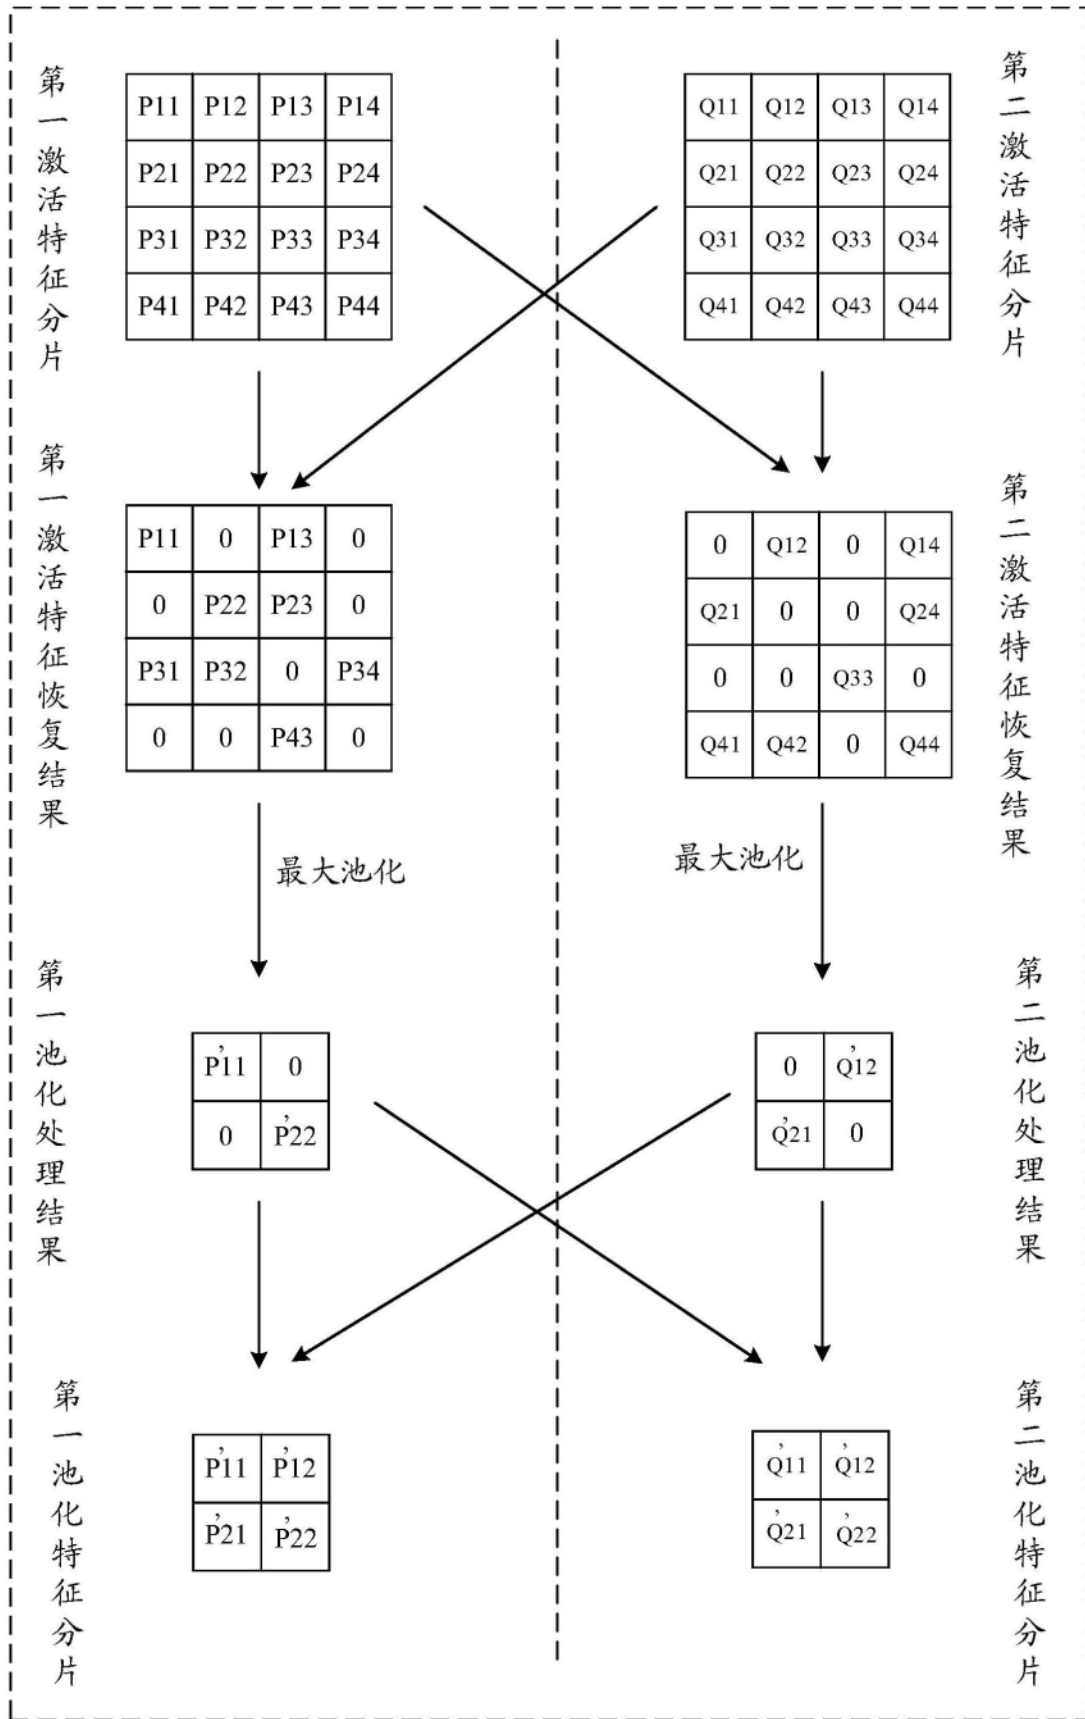 第一激活特征分片
P11 P12 P13 P14
P21 P22 P23 P24
P31 P32 P33 P34
P41 P42 P43 P44
第二激活特征分片
Q11 Q12 Q13 Q14
Q21 Q22 Q23 Q24
Q31 Q32 Q33 Q34
Q41 Q42 Q43 Q44
第一激活特征恢复结果
P11 0 P13 0
0 P22 P23 0
P31 P32 0 P34
0 0 P43 0
第二激活特征恢复结果
0 Q12 0 Q14
Q21 0 0 Q24
0 0 Q33 0
Q41 Q42 0 Q44
最大池化
最大池化
第一池化处理结果
P'11 0
0 P'22
第二池化处理结果
0 Q'12
Q'21 0
第一池化特征分片
P'11 P'12
P'21 P'22
第二池化特征分片
Q'11 Q'12
Q'21 Q'22